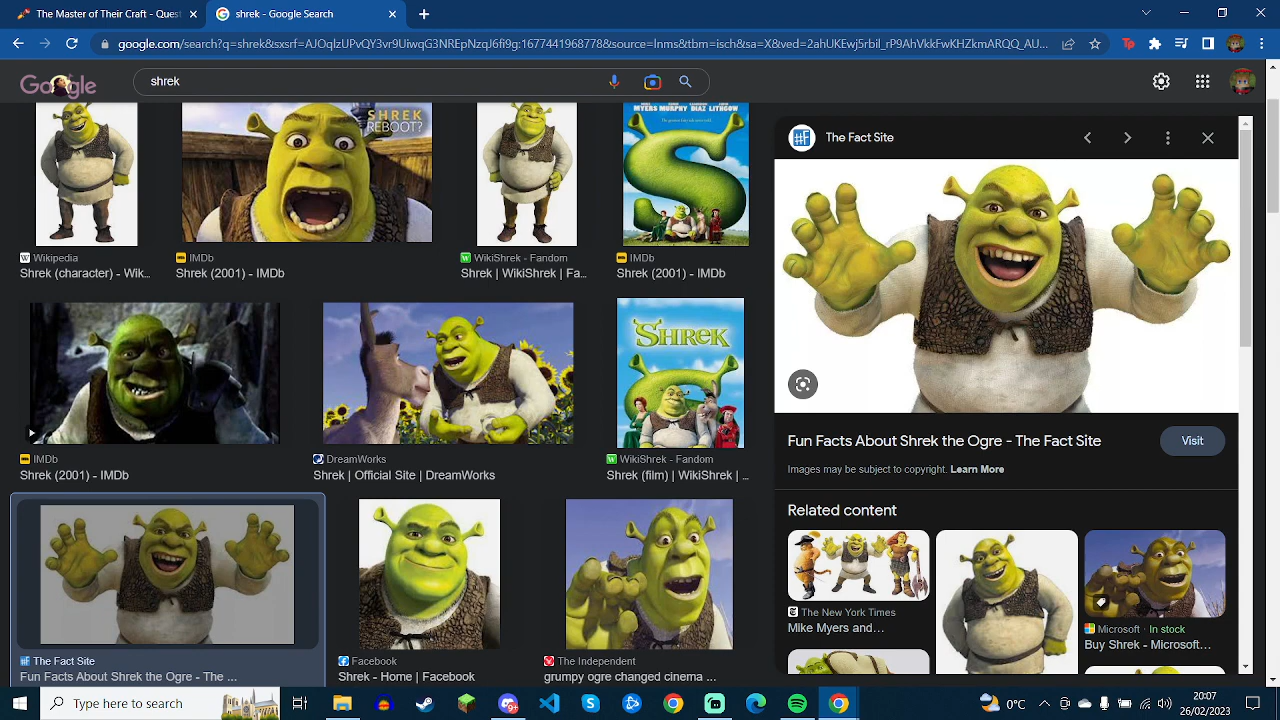 The Master of Their Craft - Quest
shrek - Google Search
google.com/search?q=shrek&sxsrf=AJOqlzUPvQY3vr9UiwqG3NREpNzqJ6f9g:1677441968778&source=lnms&tbm=isch&sa=X&ved=2ahUKEwj5rbil_rP9AhVkFwKHZkmARQQ_AU...
Google
shrek
The Fact Site
SHREK
REBOOT?
MYERS MURPHY DIAZ LITHGOW
Wikipedia
Shrek (character) - Wik...
IMDb
Shrek (2001) - IMDb
WikiShrek - Fandom
Shrek | WikiShrek | Fa...
IMDb
Shrek (2001) - IMDb
SHREK
IMDb
Shrek (2001) - IMDb
DreamWorks
Shrek | Official Site | DreamWorks
WikiShrek - Fandom
Shrek (film) | WikiShrek | ...
Fun Facts About Shrek the Ogre - The Fact Site
Visit
Images may be subject to copyright. Learn More
Related content
The New York Times
Mike Myers and...
Microsoft · In stock
Buy Shrek - Microsoft...
The Fact Site
Fun Facts About Shrek the Ogre - The ...
Facebook
Shrek - Home | Facebook
The Independent
grumpy ogre changed cinema ...
Type here to search
0°C
20:07
26/02/2023